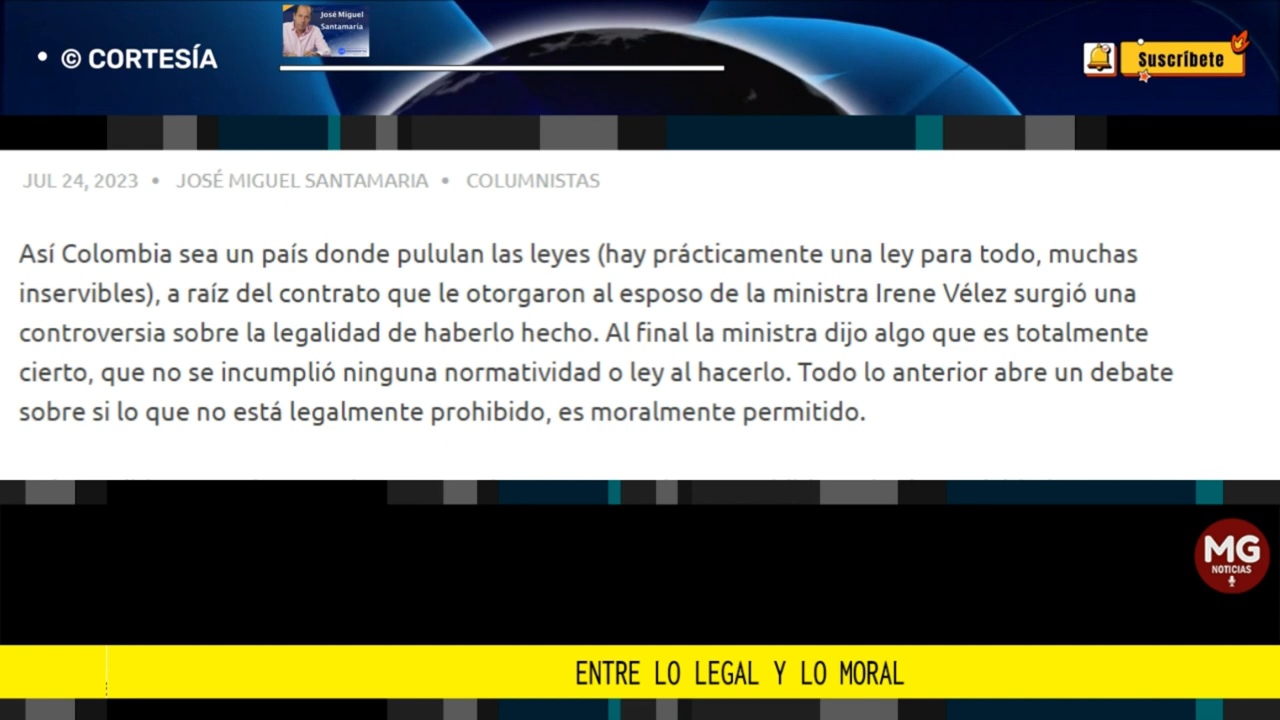 • © CORTESÍA
José Miguel
Santamaría
Suscríbete
JUL 24, 2023 • JOSÉ MIGUEL SANTAMARIA • COLUMNISTAS
Así Colombia sea un país donde pululan las leyes (hay prácticamente una ley para todo, muchas
inservibles), a raíz del contrato que le otorgaron al esposo de la ministra Irene Vélez surgió una
controversia sobre la legalidad de haberlo hecho. Al final la ministra dijo algo que es totalmente
cierto, que no se incumplió ninguna normatividad o ley al hacerlo. Todo lo anterior abre un debate
sobre si lo que no está legalmente prohibido, es moralmente permitido.
MG
NOTICIAS
ENTRE LO LEGAL Y LO MORAL